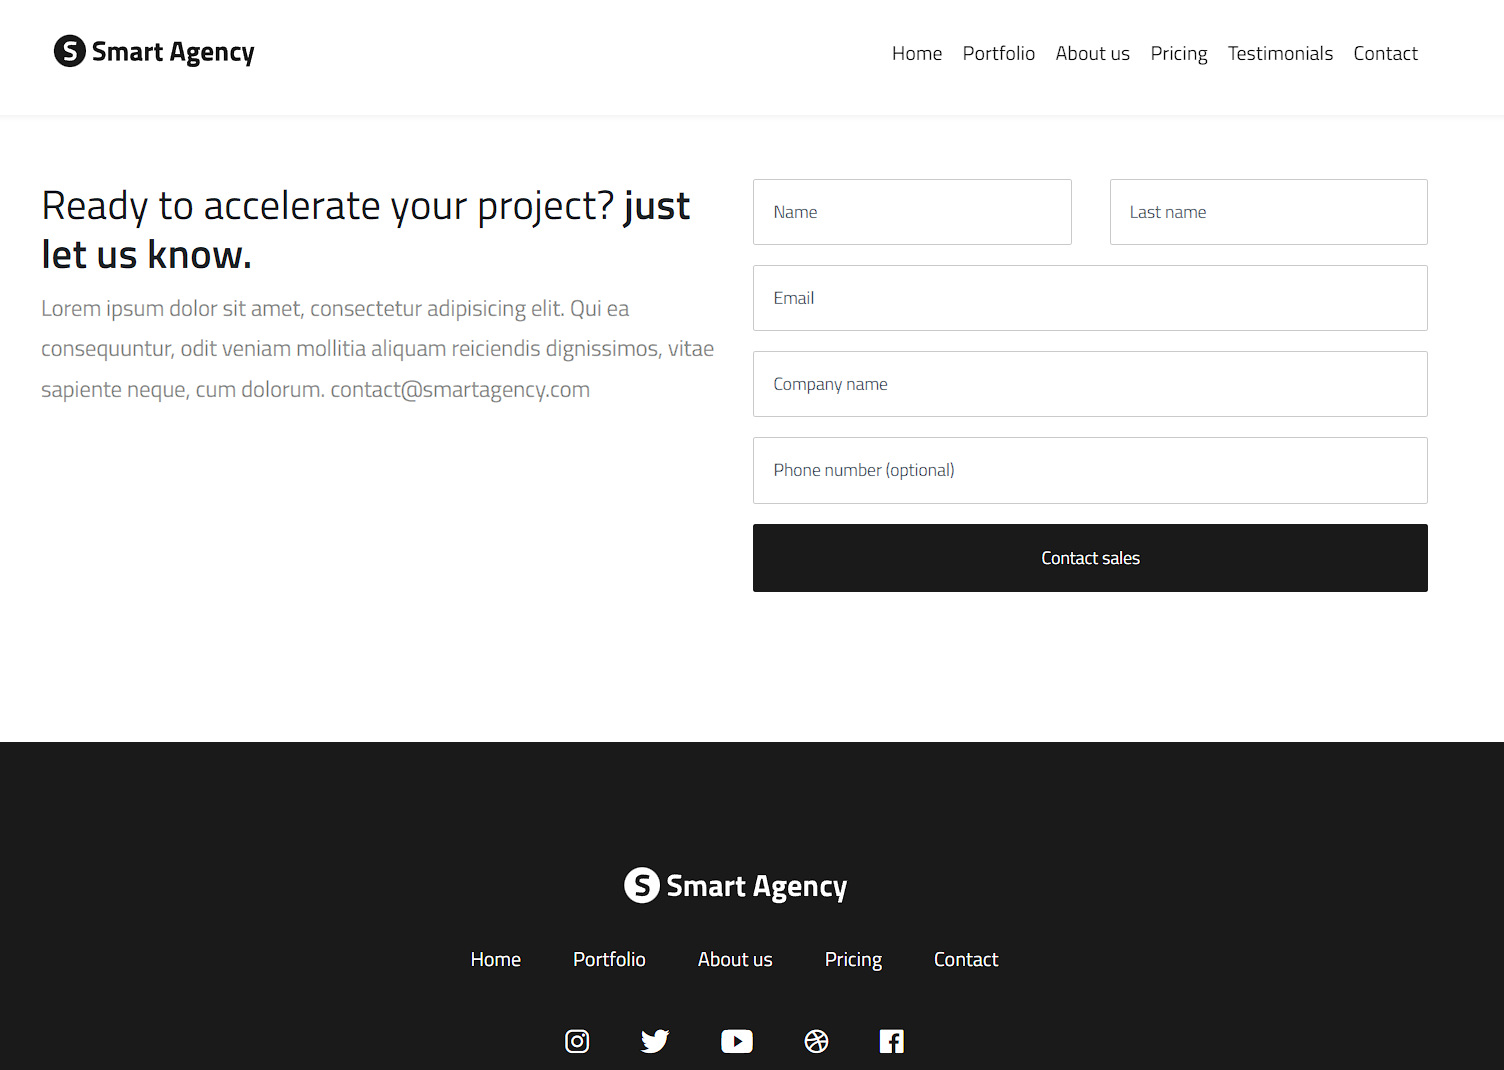 S Smart Agency
Home Portfolio About us Pricing Testimonials Contact
Ready to accelerate your project? just
let us know.
Lorem ipsum dolor sit amet, consectetur adipisicing elit. Qui ea
consequuntur, odit veniam mollitia aliquam reiciendis dignissimos, vitae
sapiente neque, cum dolorum. contact@smartagency.com
Name
Last name
Email
Company name
Phone number (optional)
Contact sales
S Smart Agency
Home Portfolio About us Pricing Contact